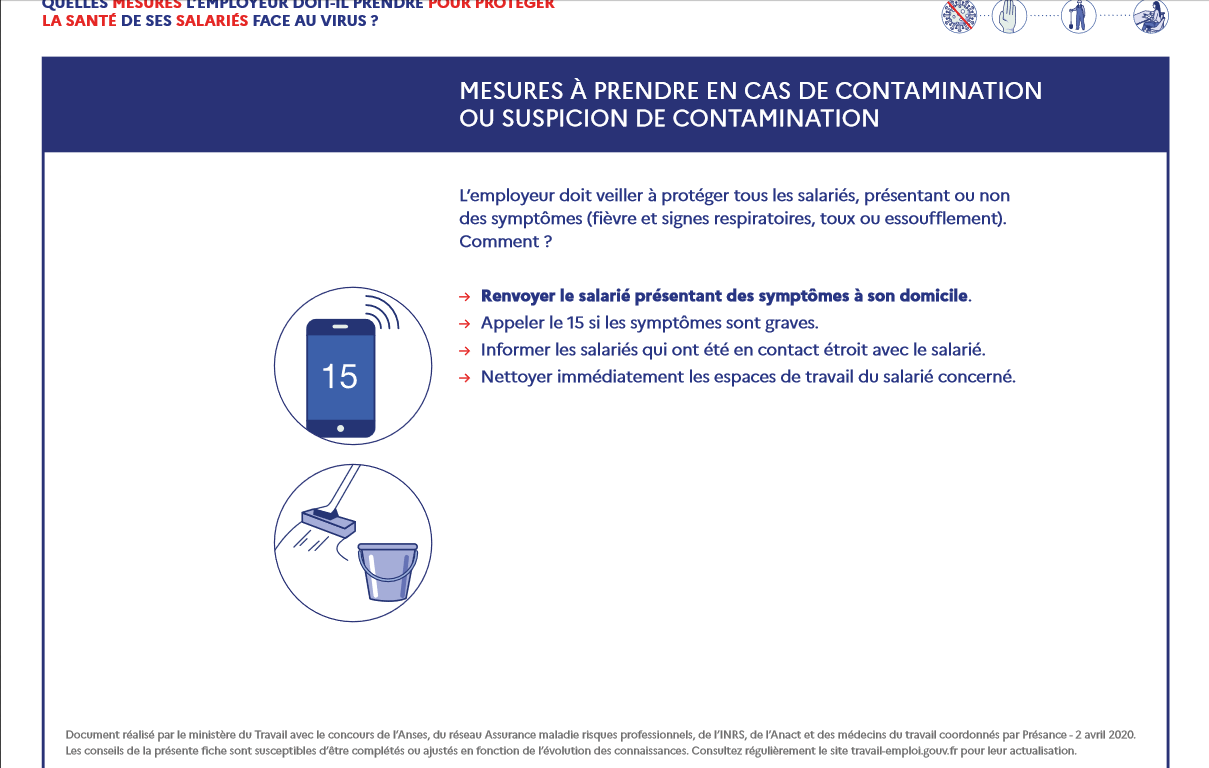 QUELLES MESURES L'EMPLOYEUR DOIT-IL PRENDRE POUR PROTÉGER
LA SANTÉ DE SES SALARIÉS FACE AU VIRUS ?
MESURES À PRENDRE EN CAS DE CONTAMINATION
OU SUSPICION DE CONTAMINATION
L'employeur doit veiller à protéger tous les salariés, présentant ou non
des symptômes (fièvre et signes respiratoires, toux ou essoufflement).
Comment ?
→ Renvoyer le salarié présentant des symptômes à son domicile.
→ Appeler le 15 si les symptômes sont graves.
→ Informer les salariés qui ont été en contact étroit avec le salarié.
→ Nettoyer immédiatement les espaces de travail du salarié concerné.
15
Document réalisé par le ministère du Travail avec le concours de l'Anses, du réseau Assurance maladie risques professionnels, de l'INRS, de l'Anact et des médecins du travail coordonnés par Présance - 2 avril 2020.
Les conseils de la présente fiche sont susceptibles d'être complétés ou ajustés en fonction de l'évolution des connaissances. Consultez régulièrement le site travail-emploi.gouv.fr pour leur actualisation.